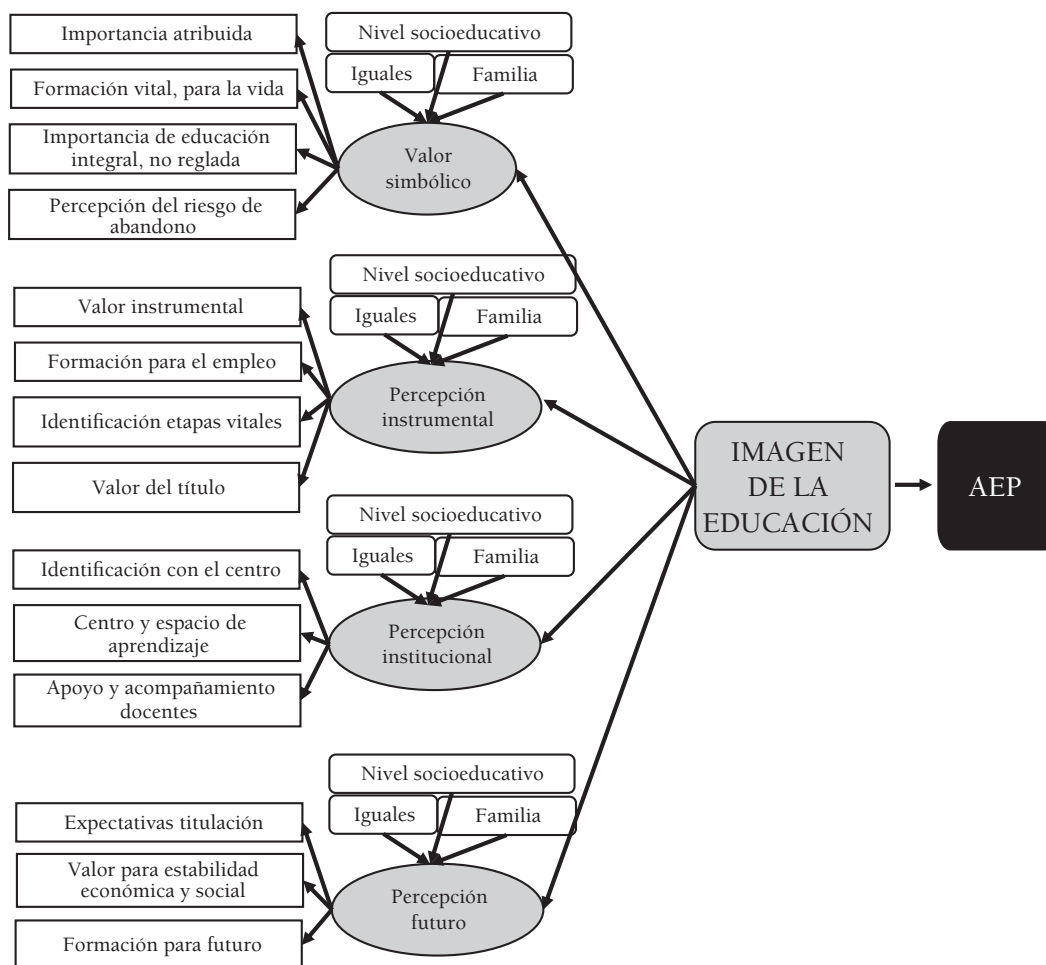 Importancia atribuida
Formación vital, para la vida
Importancia de educación
integral, no reglada
Percepción del riesgo de
abandono
Nivel socioeducativo
Iguales
Familia
Valor
simbólico
Valor instrumental
Formación para el empleo
Identificación etapas vitales
Valor del título
Nivel socioeducativo
Iguales
Familia
Percepción
instrumental
Identificación con el centro
Centro y espacio de
aprendizaje
Apoyo y acompañamiento
docentes
Nivel socioeducativo
Iguales
Familia
Percepción
institucional
Expectativas titulación
Valor para estabilidad
económica y social
Formación para futuro
Nivel socioeducativo
Iguales
Familia
Percepción
futuro
IMAGEN
DE LA
EDUCACIÓN
AEP